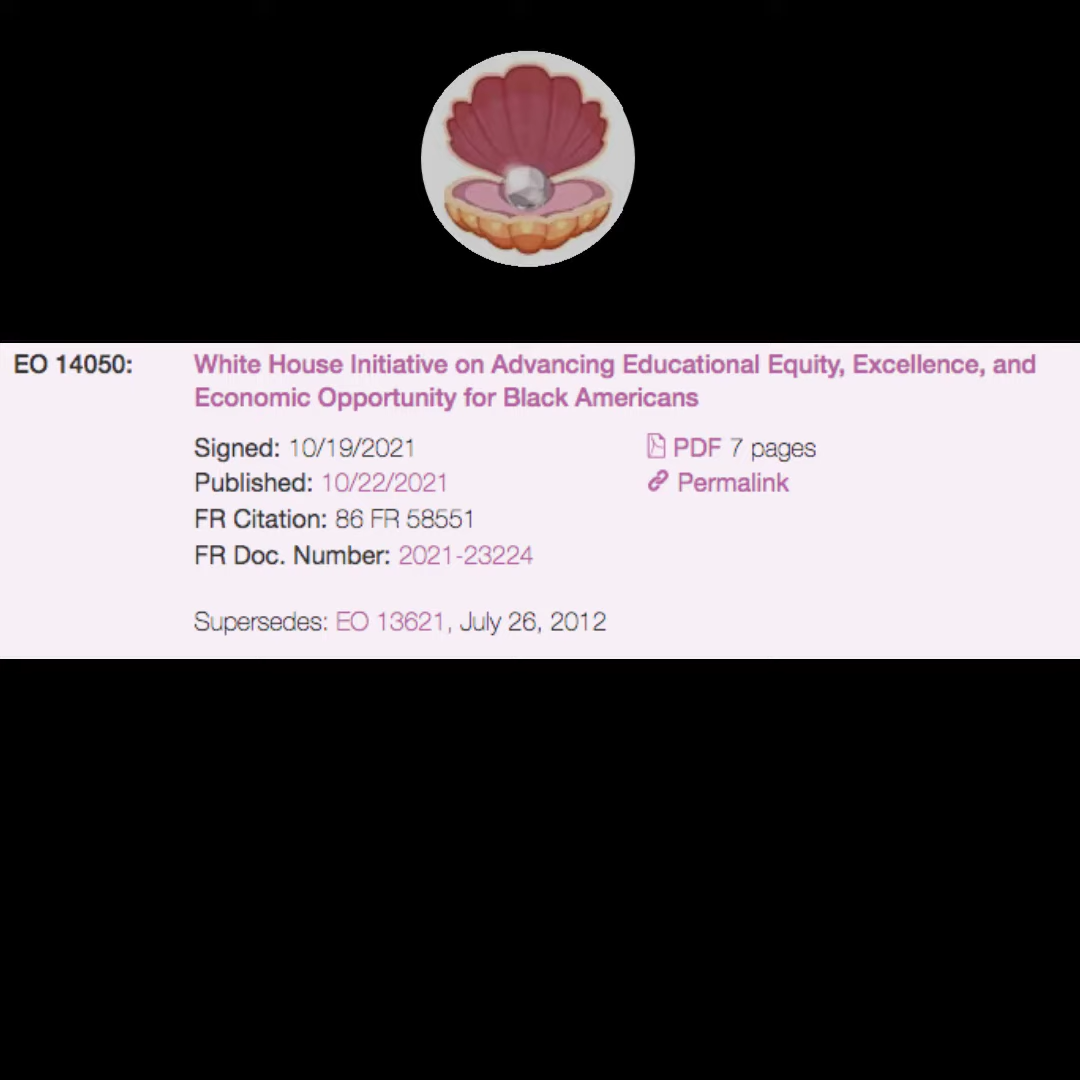 EO 14050:
White House Initiative on Advancing Educational Equity, Excellence, and
Economic Opportunity for Black Americans
Signed: 10/19/2021
PDF 7 pages
Published: 10/22/2021
Permalink
FR Citation: 86 FR 58551
FR Doc. Number: 2021-23224
Supersedes: EO 13621, July 26, 2012